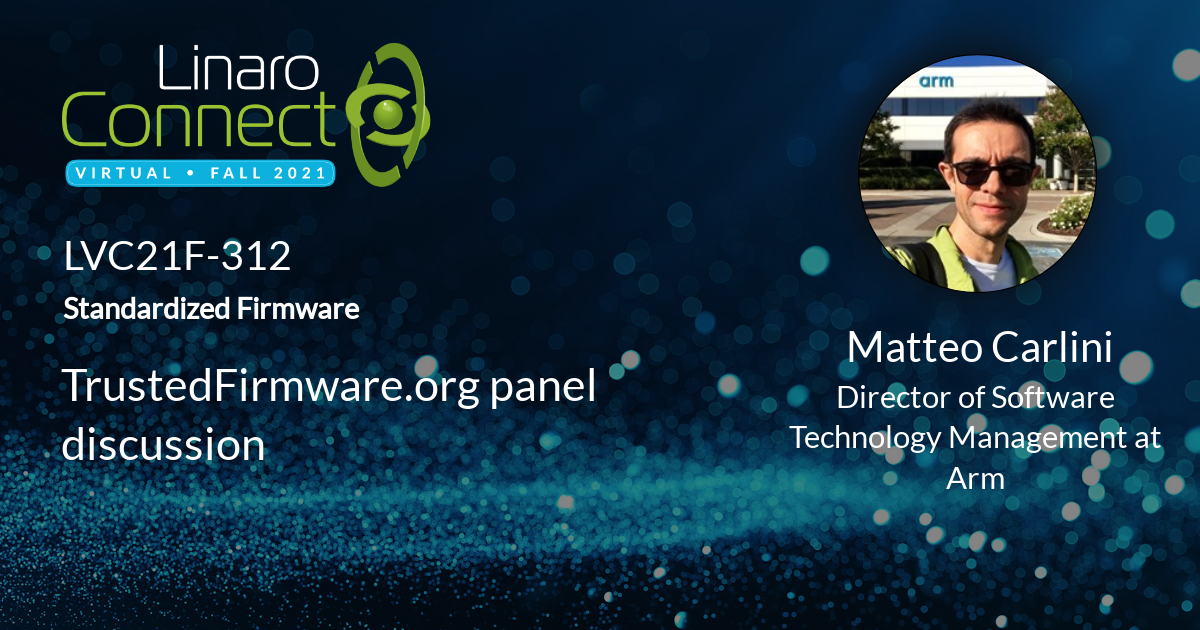 Linaro
Connect
VIRTUAL • FALL 2021
LVC21F-312
Standardized Firmware
TrustedFirmware.org panel
discussion
arm
Matteo Carlini
Director of Software
Technology Management at
Arm